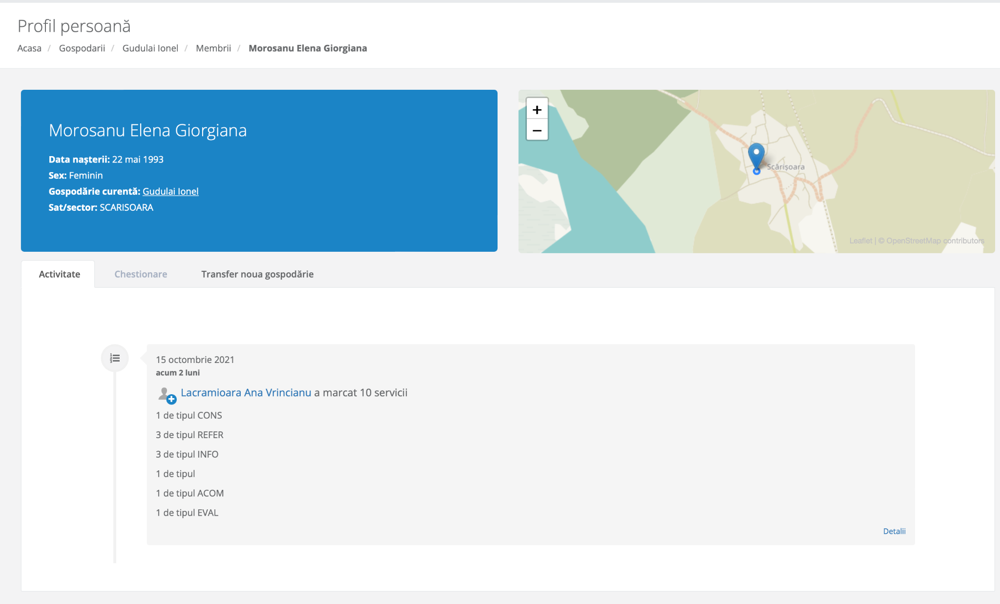 Profil persoană
Acasa / Gospodarii / Gudulai Ionel / Membrii / Morosanu Elena Giorgiana
Morosanu Elena Giorgiana
Data nașterii: 22 mai 1993
Sex: Feminin
Gospodărie curentă: Gudulai Ionel
Sat/sector: SCARISOARA
+
−
Scărișoara
Leaflet | © OpenStreetMap contributors
Activitate
Chestionare
Transfer noua gospodărie
15 octombrie 2021
acum 2 luni
Lacramioara Ana Vrincianu a marcat 10 servicii
1 de tipul CONS
3 de tipul REFER
3 de tipul INFO
1 de tipul
1 de tipul ACOM
1 de tipul EVAL
Detalii